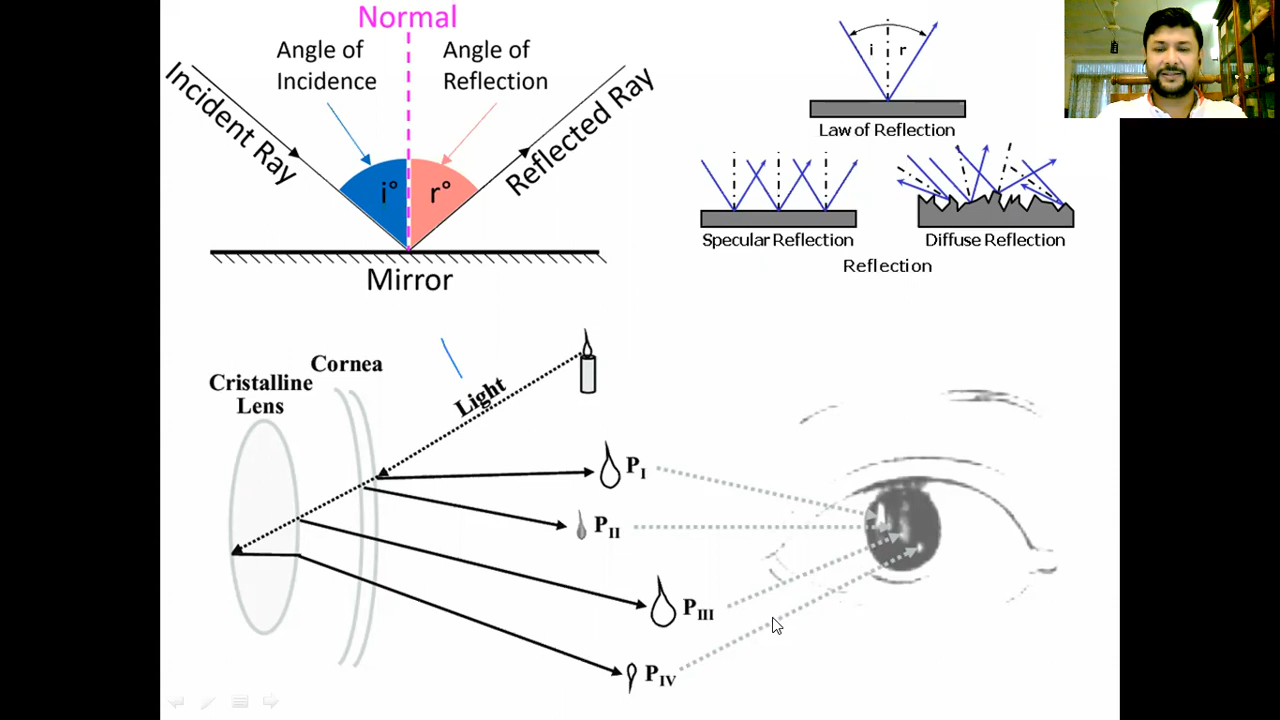 Normal
Angle of
Incidence
Angle of
Reflection
Incident Ray
Reflected Ray
i°
r°
Mirror
i
r
Law of Reflection
Specular Reflection
Diffuse Reflection
Reflection
Cornea
Cristalline
Lens
Light
PI
PII
PIII
PIV